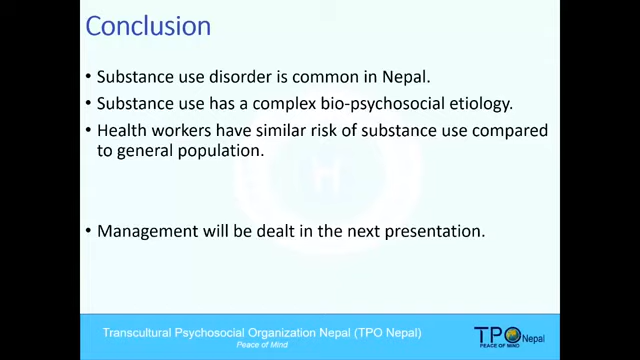 Conclusion
• Substance use disorder is common in Nepal.
• Substance use has a complex bio-psychosocial etiology.
• Health workers have similar risk of substance use compared
to general population.
• Management will be dealt in the next presentation.
Transcultural Psychosocial Organization Nepal (TPO Nepal)
Peace of Mind
TPO Nepal
PEACE OF MIND
H